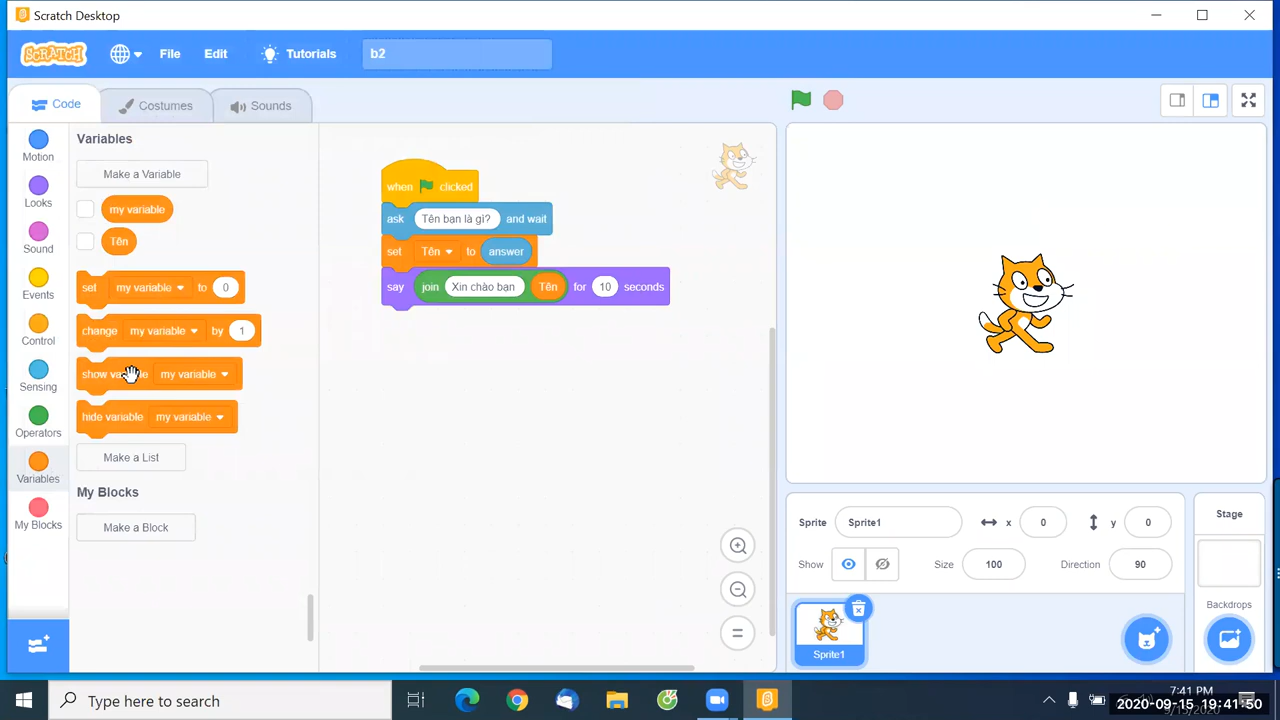 Scratch Desktop
SCRATCH File Edit Tutorials b2
Code Costumes Sounds
Motion
Looks
Sound
Events
Control
Sensing
Operators
Variables
My Blocks
Variables
Make a Variable
my variable
Tên
set my variable to 0
change my variable by 1
show variable my variable
hide variable my variable
Make a List
My Blocks
Make a Block
when clicked
ask Tên bạn là gì? and wait
set Tên to answer
say join Xin chào bạn Tên for 10 seconds
Sprite Sprite1 x 0 y 0
Show Size 100 Direction 90
Sprite1
Stage
Backdrops
Type here to search
7:41 PM
9/15/2020
2020-09-15 19:41:50